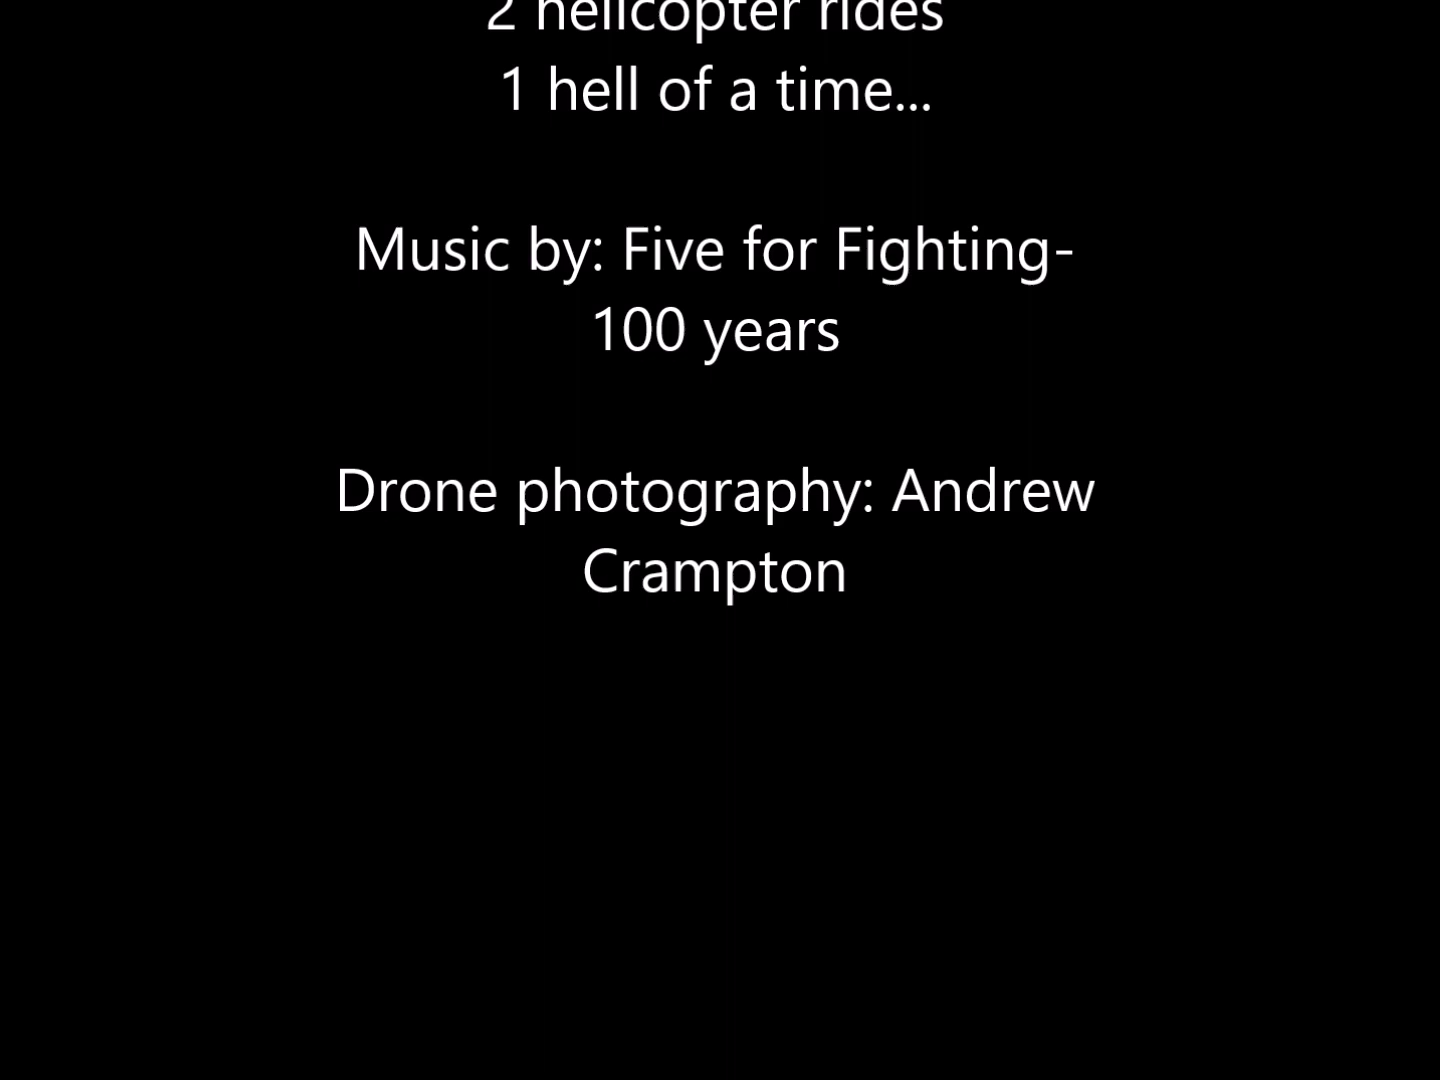 2 helicopter rides
1 hell of a time...
Music by: Five for Fighting-
100 years
Drone photography: Andrew
Crampton